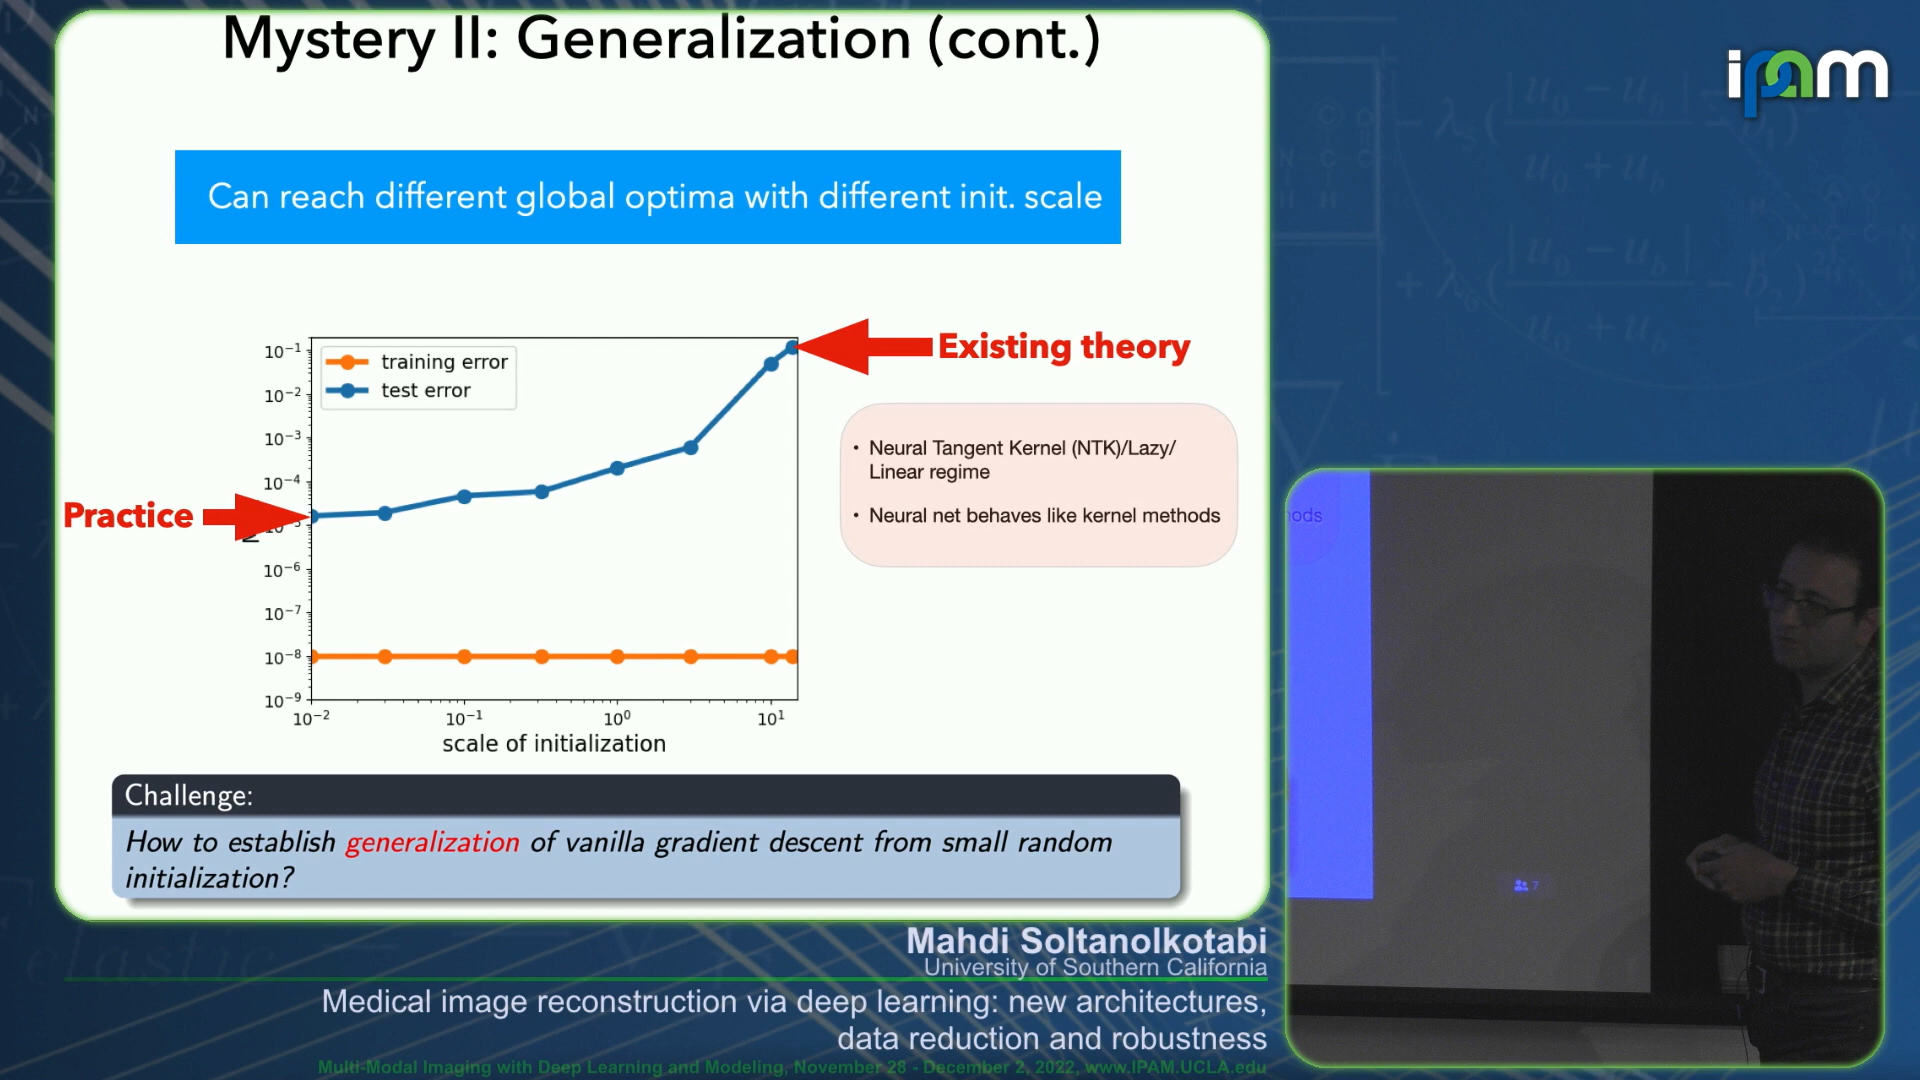 Mystery II: Generalization (cont.)
ipam
Can reach different global optima with different init. scale
10⁻¹
10⁻²
10⁻³
10⁻⁴
10⁻⁶
10⁻⁷
10⁻⁸
10⁻⁹
training error
test error
Existing theory
Practice
• Neural Tangent Kernel (NTK)/Lazy/
Linear regime
• Neural net behaves like kernel methods
10⁻² 10⁻¹ 10⁰ 10¹
scale of initialization
Challenge:
How to establish generalization of vanilla gradient descent from small random
initialization?
ods
7
Mahdi Soltanolkotabi
University of Southern California
Medical image reconstruction via deep learning: new architectures,
data reduction and robustness
Multi-Modal Imaging with Deep Learning and Modeling, November 28 - December 2, 2022, www.IPAM.UCLA.edu
elastic